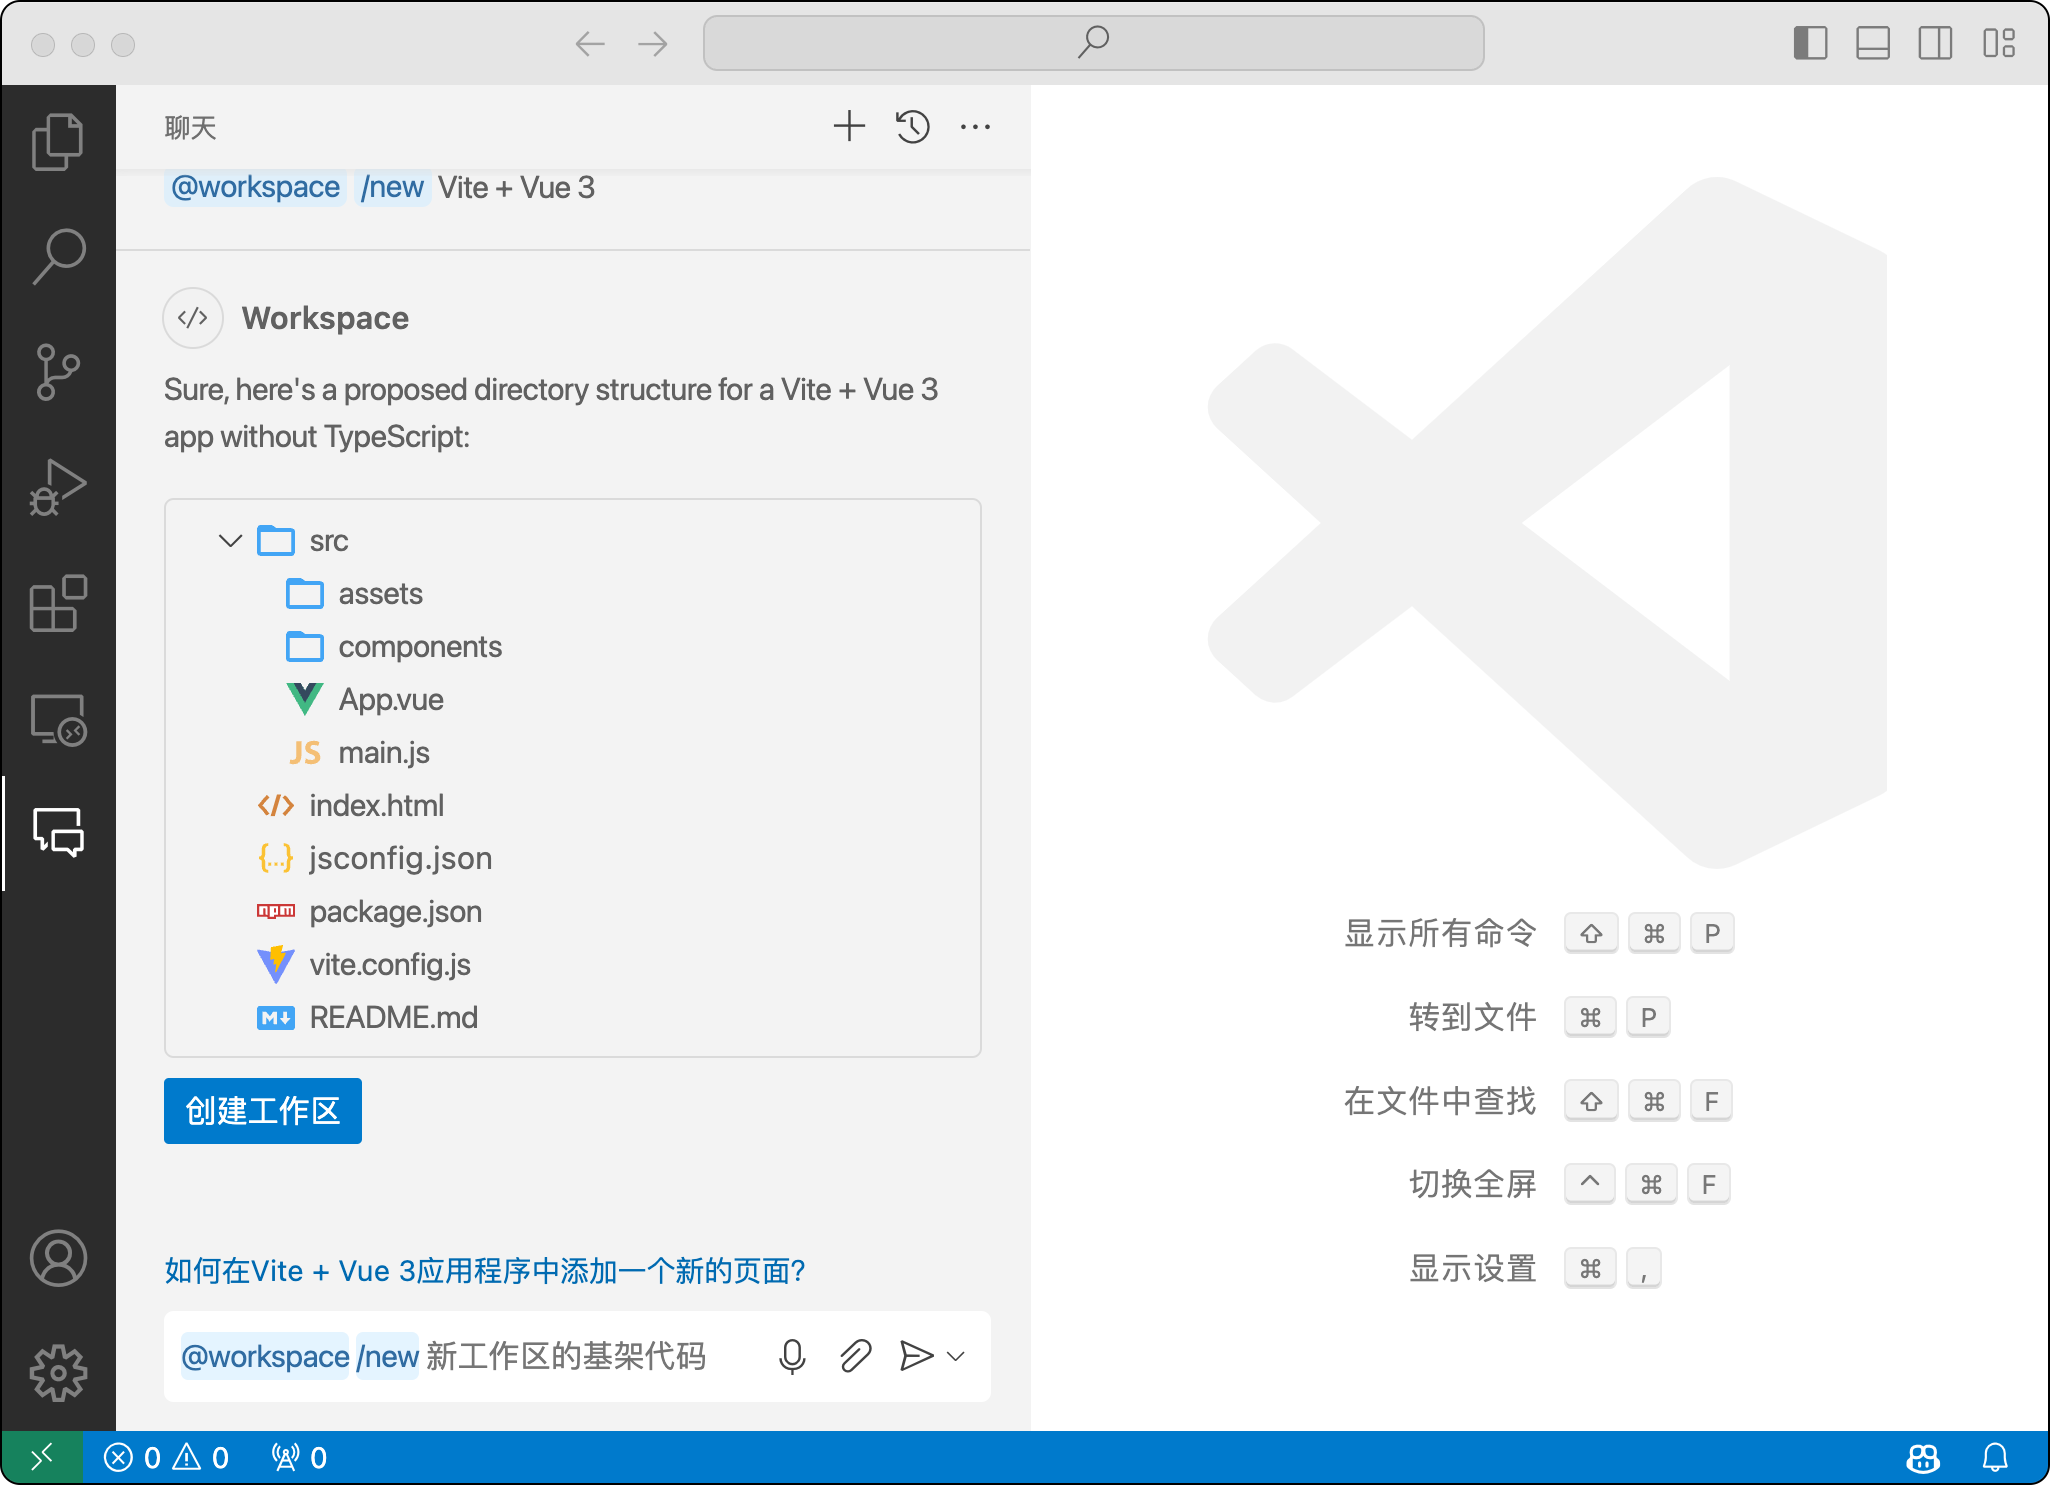 聊天
@workspace /new Vite + Vue 3
Workspace
Sure, here's a proposed directory structure for a Vite + Vue 3
app without TypeScript:
src
assets
components
App.vue
JS main.js
</> index.html
{...} jsconfig.json
npm package.json
vite.config.js
M↓ README.md
创建工作区
如何在Vite + Vue 3应用程序中添加一个新的页面?
@workspace /new 新工作区的基架代码
显示所有命令 ⇧ ⌘ P
转到文件 ⌘ P
在文件中查找 ⇧ ⌘ F
切换全屏 ^ ⌘ F
显示设置 ⌘ ,
0 0 0